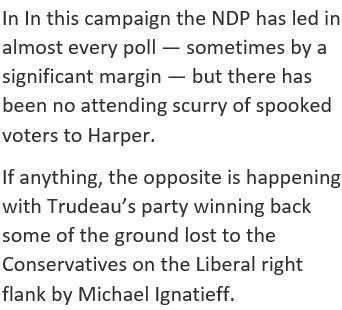 In In this campaign the NDP has led in
almost every poll — sometimes by a
significant margin — but there has
been no attending scurry of spooked
voters to Harper.
If anything, the opposite is happening
with Trudeau’s party winning back
some of the ground lost to the
Conservatives on the Liberal right
flank by Michael Ignatieff.